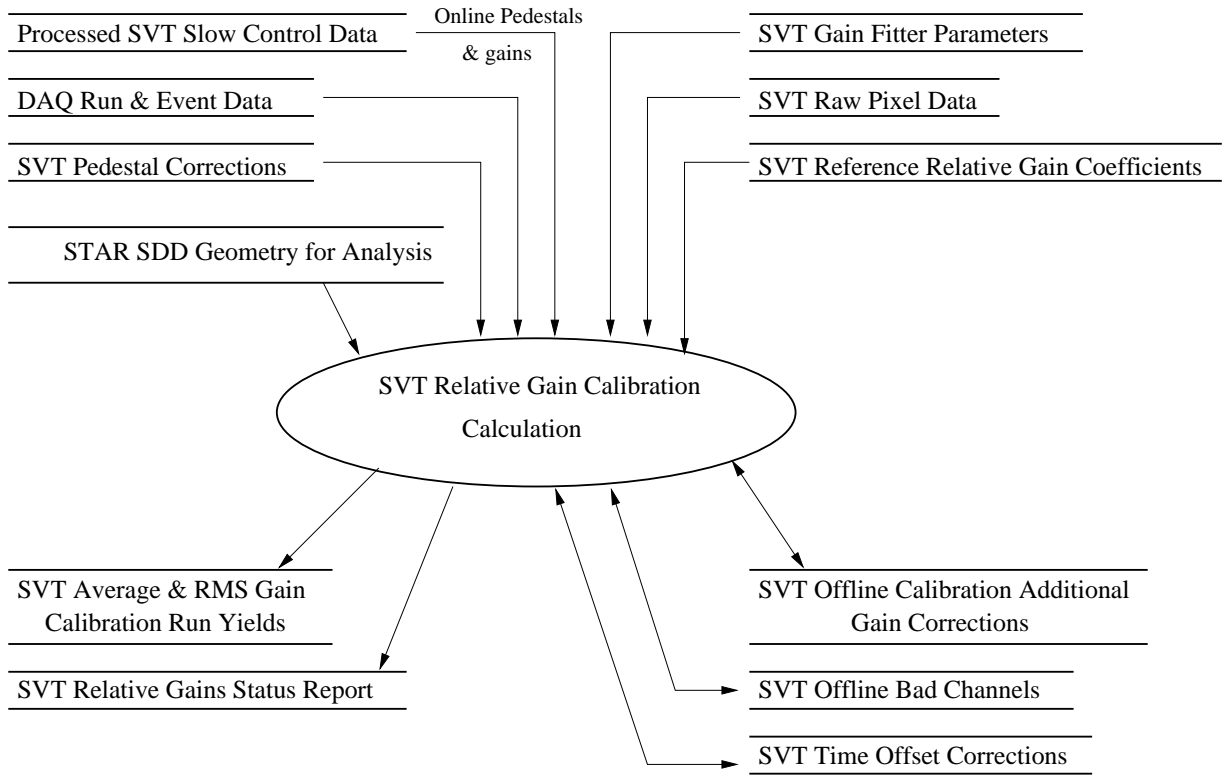 Processed SVT Slow Control Data
Online Pedestals
& gains
SVT Gain Fitter Parameters
DAQ Run & Event Data
SVT Raw Pixel Data
SVT Pedestal Corrections
SVT Reference Relative Gain Coefficients
STAR SDD Geometry for Analysis
SVT Relative Gain Calibration
Calculation
SVT Average & RMS Gain
Calibration Run Yields
SVT Relative Gains Status Report
SVT Offline Calibration Additional
Gain Corrections
SVT Offline Bad Channels
SVT Time Offset Corrections